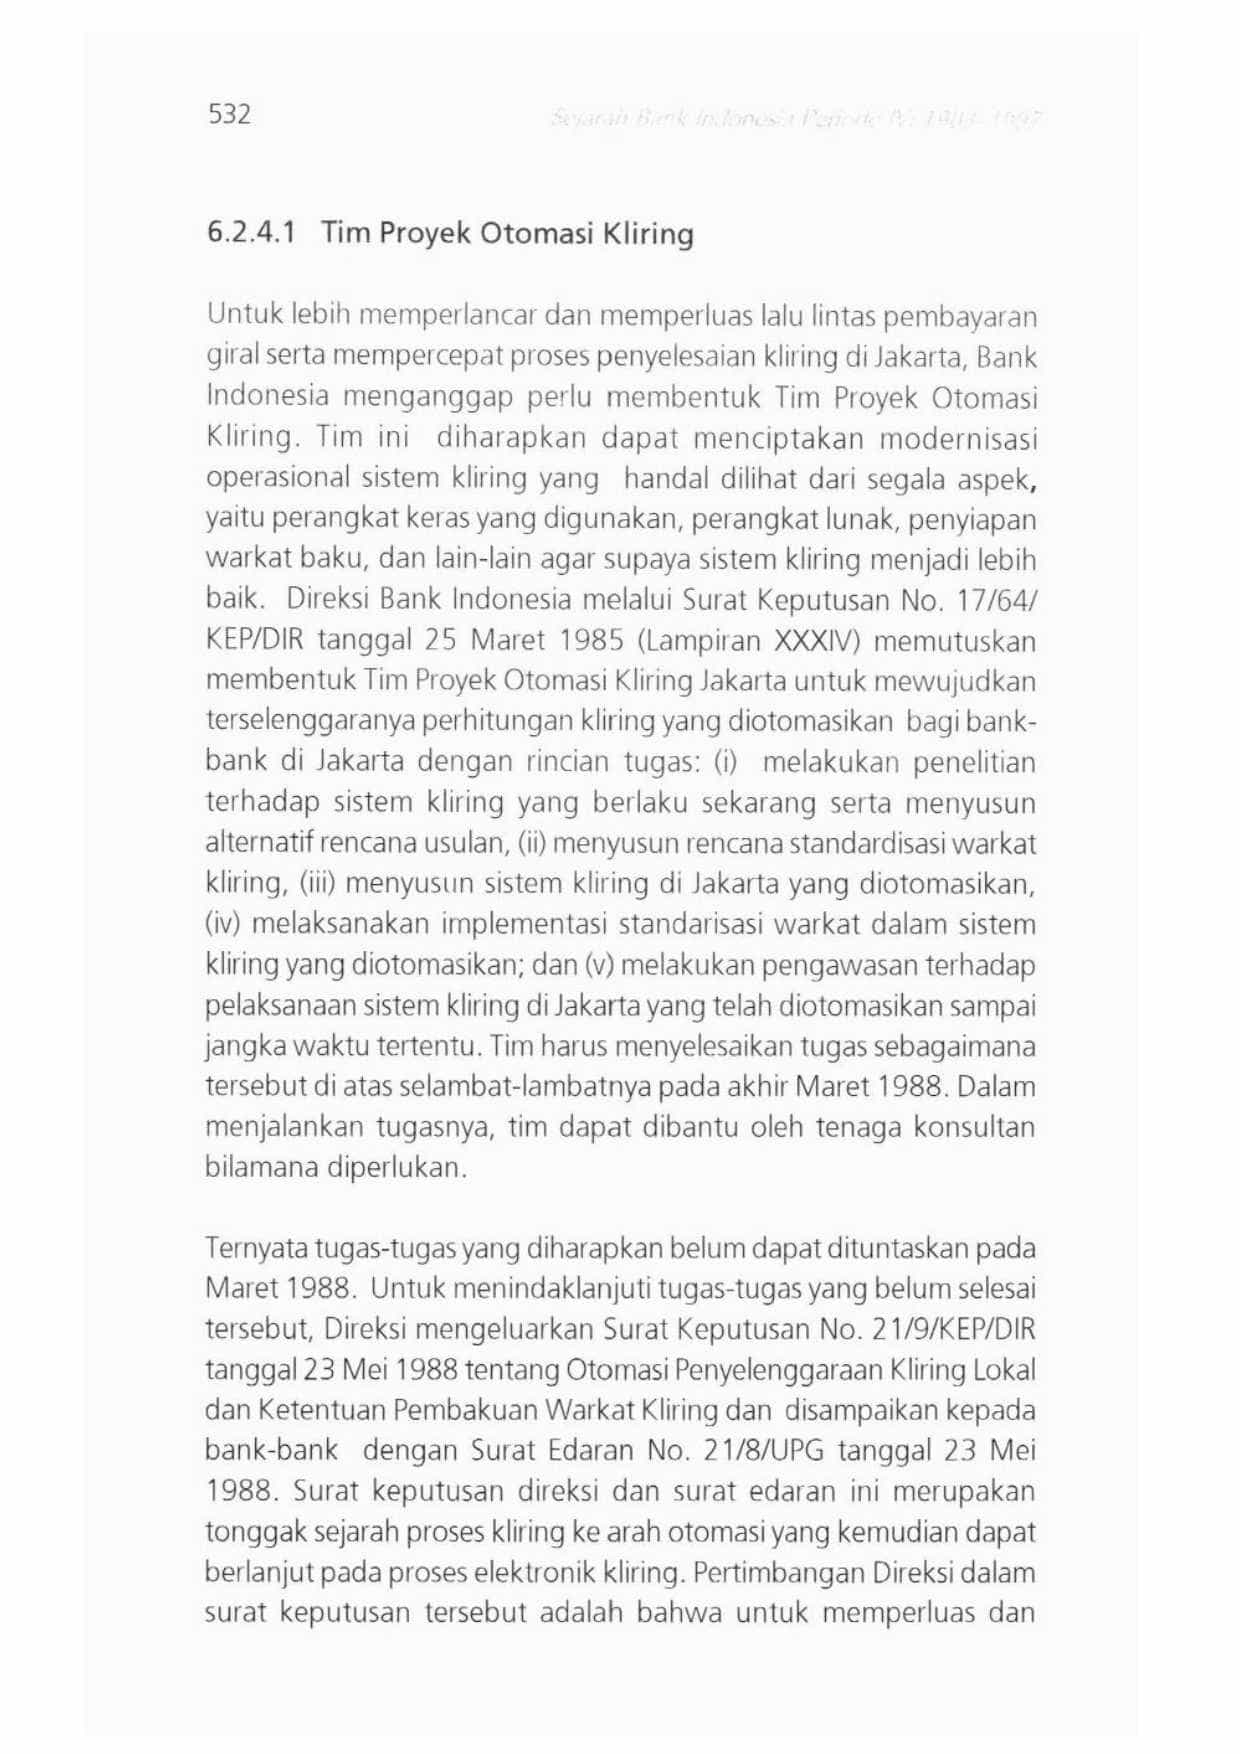 532
Sejarah Bank Indonesia Periode IV:
6.2.4.1 Tim Proyek Otomasi Kliring
Untuk lebih memperlancar dan memperluas lalu lintas pembayaran
giral serta mempercepat proses penyelesaian kliring di Jakarta, Bank
Indonesia menganggap perlu membentuk Tim Proyek Otomasi
Kliring. Tim ini diharapkan dapat menciptakan modernisasi
operasional sistem kliring yang handal dilihat dari segala aspek,
yaitu perangkat keras yang digunakan, perangkat lunak, penyiapan
warkat baku, dan lain-lain agar supaya sistem kliring menjadi lebih
baik. Direksi Bank Indonesia melalui Surat Keputusan No. 17/64/
KEP/DIR tanggal 25 Maret 1985 (Lampiran XXXIV) memutuskan
membentuk Tim Proyek Otomasi Kliring Jakarta untuk mewujudkan
terselenggaranya perhitungan kliring yang diotomasikan bagi bank-
bank di Jakarta dengan rincian tugas: (i) melakukan penelitian
terhadap sistem kliring yang berlaku sekarang serta menyusun
alternatif rencana usulan, (ii) menyusun rencana standardisasi warkat
kliring, (iii) menyusun sistem kliring di Jakarta yang diotomasikan,
(iv) melaksanakan implementasi standarisasi warkat dalam sistem
kliring yang diotomasikan; dan (v) melakukan pengawasan terhadap
pelaksanaan sistem kliring di Jakarta yang telah diotomasikan sampai
jangka waktu tertentu. Tim harus menyelesaikan tugas sebagaimana
tersebut di atas selambat-lambatnya pada akhir Maret 1988. Dalam
menjalankan tugasnya, tim dapat dibantu oleh tenaga konsultan
bilamana diperlukan.
Ternyata tugas-tugas yang diharapkan belum dapat dituntaskan pada
Maret 1988. Untuk menindaklanjuti tugas-tugas yang belum selesai
tersebut, Direksi mengeluarkan Surat Keputusan No. 21/9/KEP/DIR
tanggal 23 Mei 1988 tentang Otomasi Penyelenggaraan Kliring Lokal
dan Ketentuan Pembakuan Warkat Kliring dan disampaikan kepada
bank-bank dengan Surat Edaran No. 21/8/UPG tanggal 23 Mei
1988. Surat keputusan direksi dan surat edaran ini merupakan
tonggak sejarah proses kliring ke arah otomasi yang kemudian dapat
berlanjut pada proses elektronik kliring. Pertimbangan Direksi dalam
surat keputusan tersebut adalah bahwa untuk memperluas dan